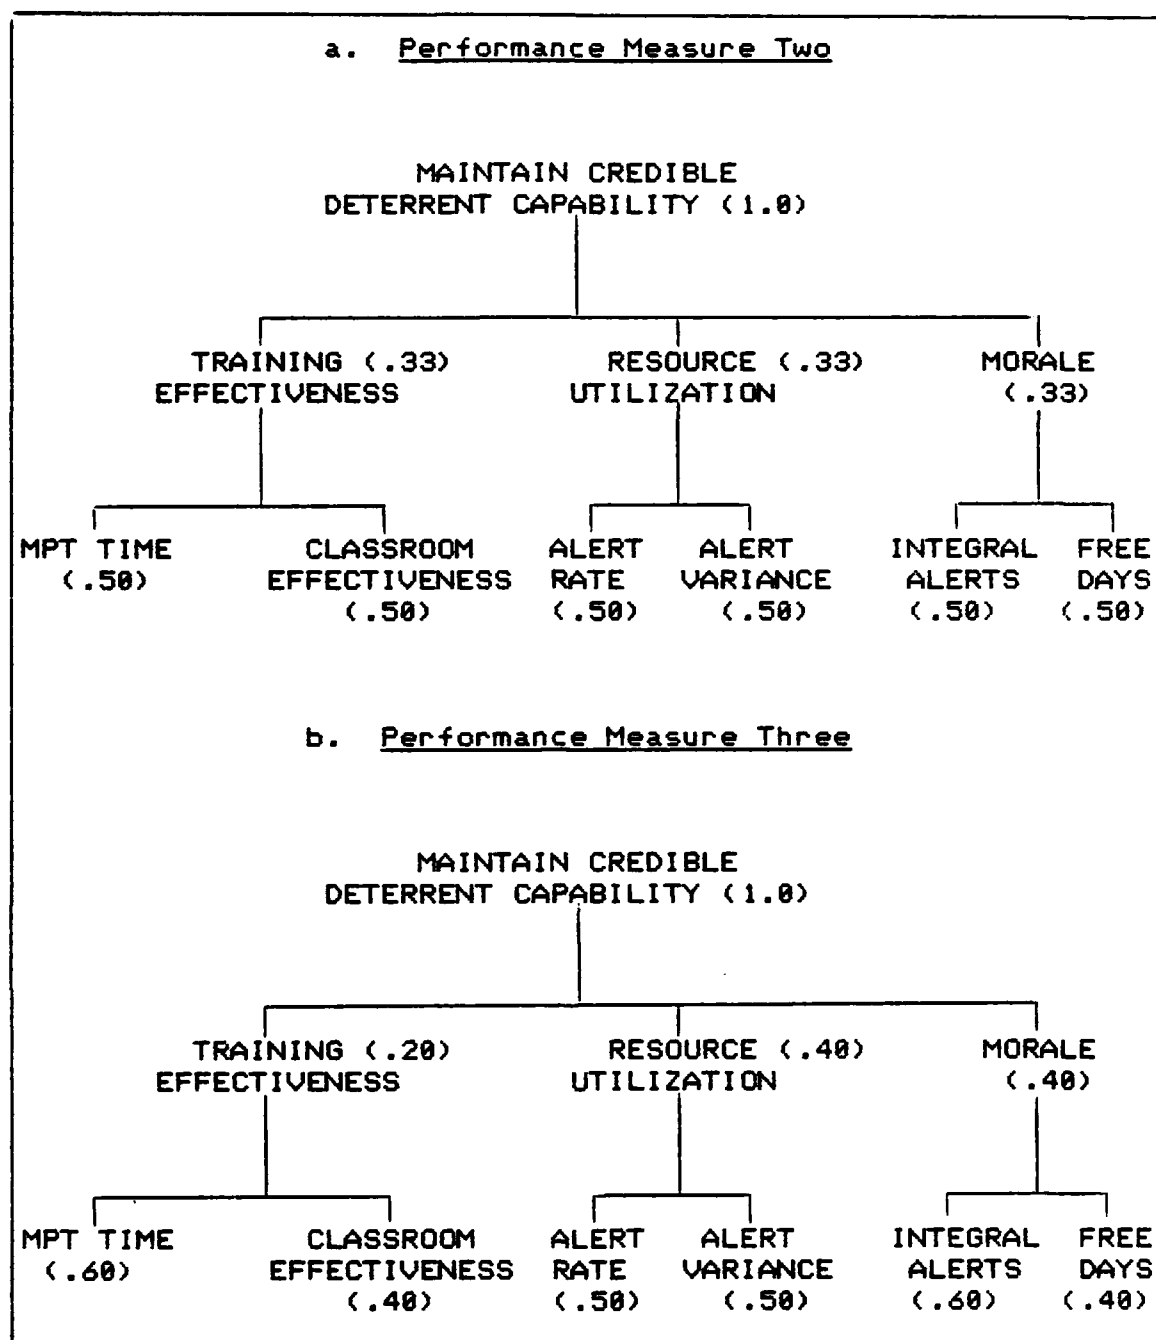 a. Performance Measure Two
MAINTAIN CREDIBLE
DETERRENT CAPABILITY (1.0)
TRAINING (.33) RESOURCE (.33) MORALE
EFFECTIVENESS UTILIZATION (.33)
MPT TIME CLASSROOM ALERT ALERT INTEGRAL FREE
(.50) EFFECTIVENESS RATE VARIANCE ALERTS DAYS
(.50) (.50) (.50) (.50) (.50)
b. Performance Measure Three
MAINTAIN CREDIBLE
DETERRENT CAPABILITY (1.0)
TRAINING (.20) RESOURCE (.40) MORALE
EFFECTIVENESS UTILIZATION (.40)
MPT TIME CLASSROOM ALERT ALERT INTEGRAL FREE
(.60) EFFECTIVENESS RATE VARIANCE ALERTS DAYS
(.40) (.50) (.50) (.60) (.40)